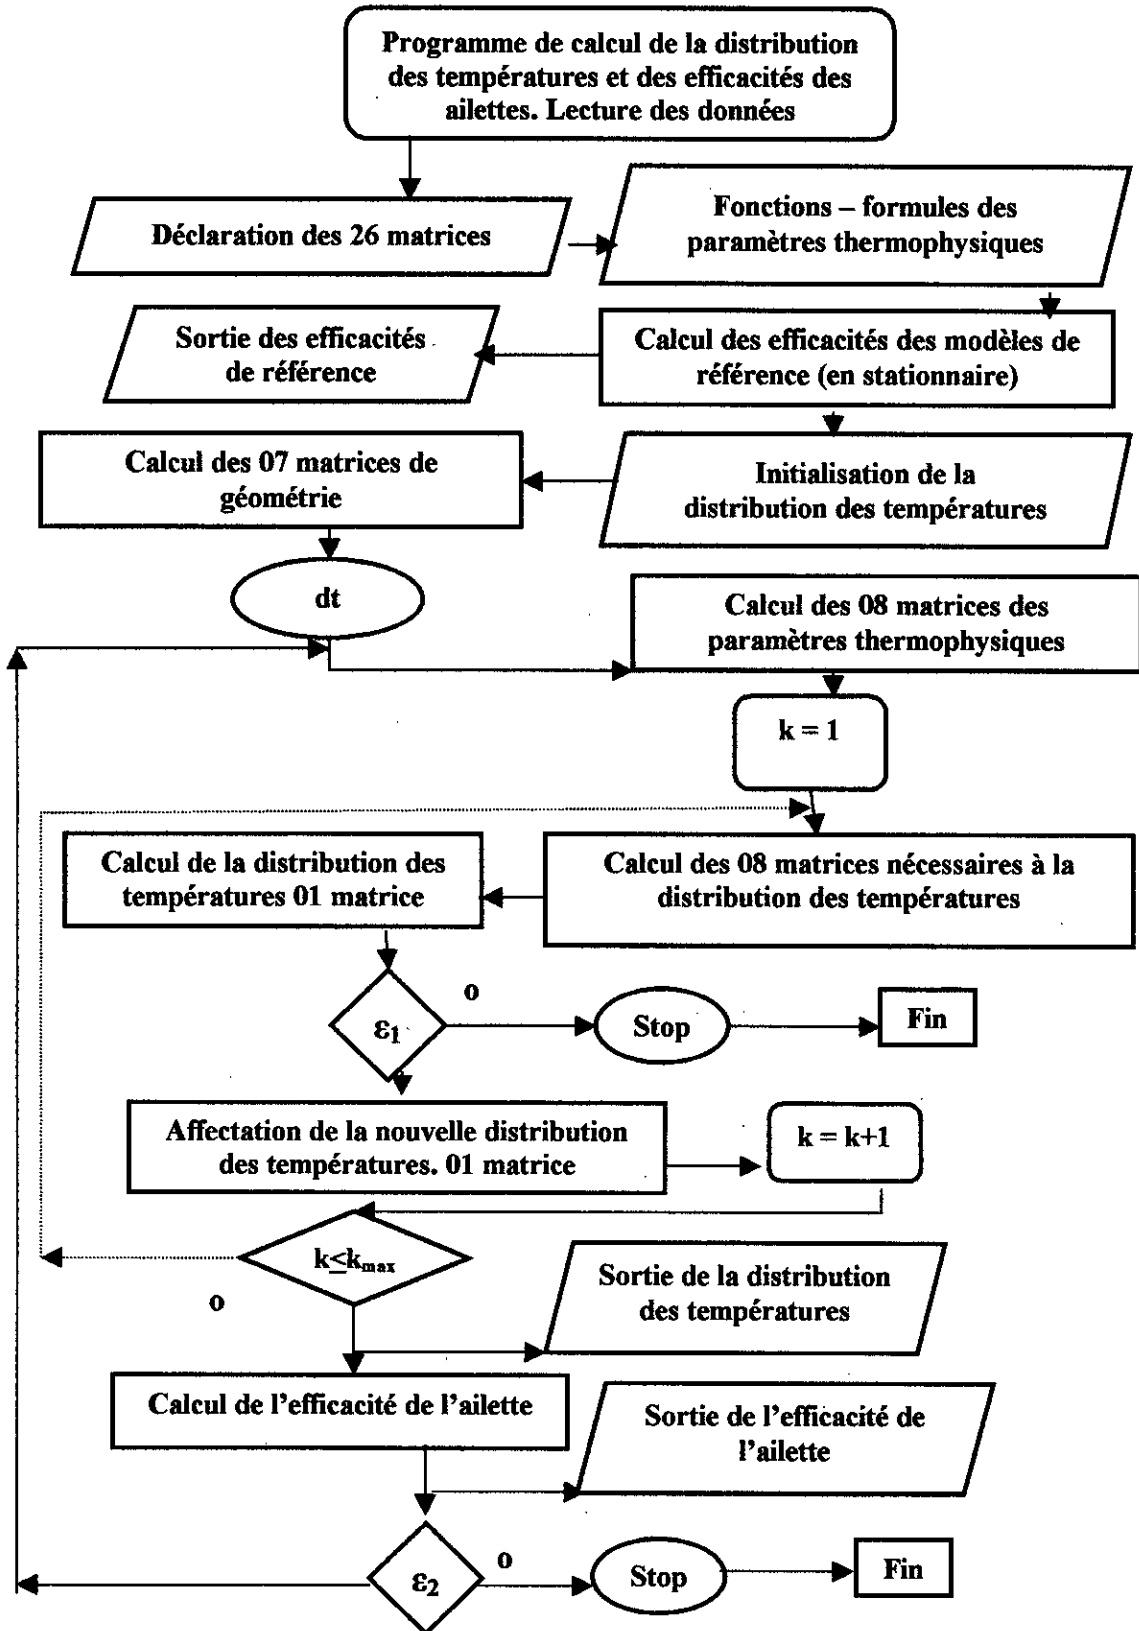 Programme de calcul de la distribution
des températures et des efficacités des
ailettes. Lecture des données
Déclaration des 26 matrices
Fonctions – formules des
paramètres thermophysiques
Sortie des efficacités
de référence
Calcul des efficacités des modèles de
référence (en stationnaire)
Calcul des 07 matrices de
géométrie
Initialisation de la
distribution des températures
dt
Calcul des 08 matrices des
paramètres thermophysiques
k = 1
Calcul de la distribution des
températures 01 matrice
Calcul des 08 matrices nécessaires à la
distribution des températures
ε1
o
Stop
Fin
Affectation de la nouvelle distribution
des températures. 01 matrice
k = k+1
k≤kmax
o
Sortie de la distribution
des températures
Calcul de l'efficacité de l'ailette
Sortie de l'efficacité de
l'ailette
ε2
o
Stop
Fin